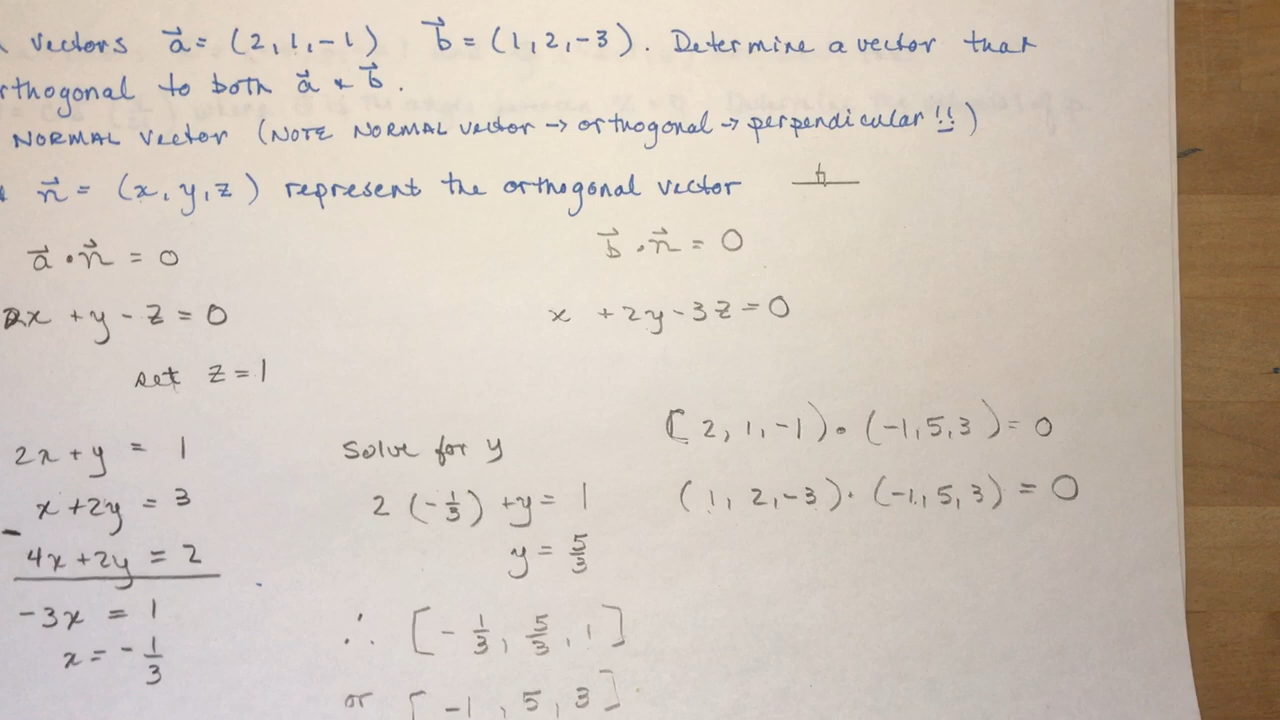 vectors a⃗ = (2, 1, -1) b⃗ = (1, 2, -3). Determine a vector that
rthogonal to both a⃗ & b⃗.
NORMAL vector (NOTE NORMAL vector → orthogonal → perpendicular !!)
n⃗ = (x, y, z) represent the orthogonal vector
a⃗ · n⃗ = 0
b⃗ · n⃗ = 0
2x + y - z = 0
x + 2y - 3z = 0
set z = 1
2x + y = 1
x + 2y = 3
- 4x + 2y = 2
-3x = 1
x = -1/3
Solve for y
2 (-1/3) + y = 1
y = 5/3
∴ [-1/3, 5/3, 1]
or [-1, 5, 3]
[2, 1, -1) · (-1, 5, 3) = 0
(1, 2, -3) · (-1, 5, 3) = 0